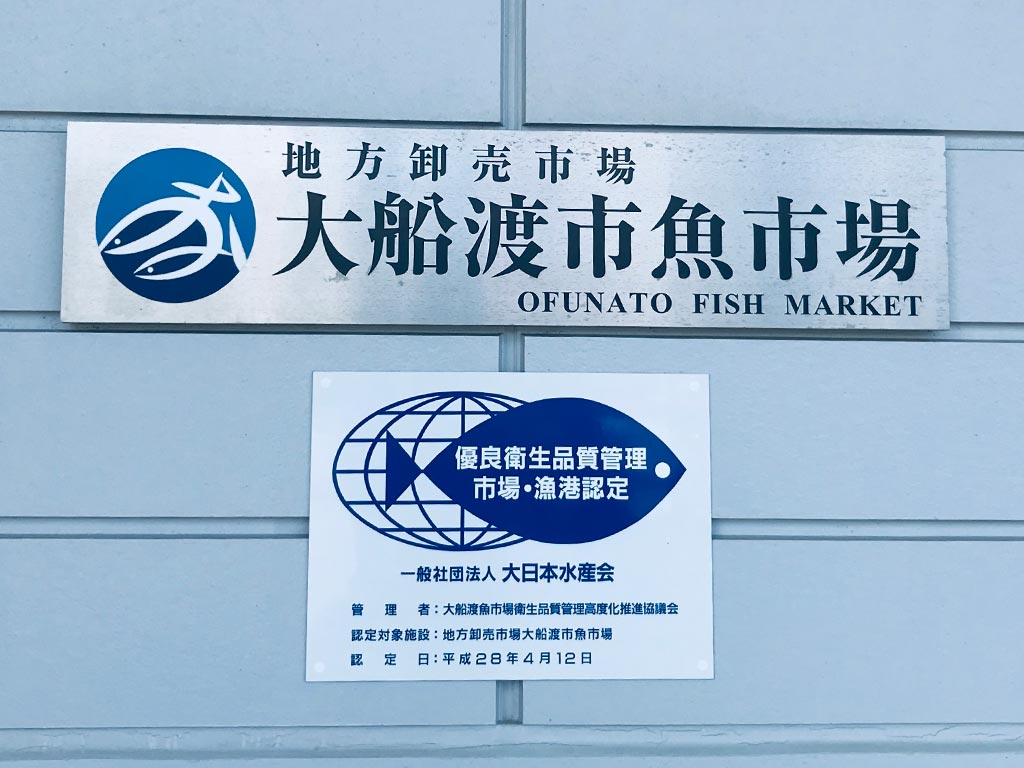 地方卸売市場
大船渡市魚市場
OFUNATO FISH MARKET
優良衛生品質管理
市場・漁港認定
一般社団法人 大日本水産会
管理者：大船渡魚市場衛生品質管理高度化推進協議会
認定対象施設：地方卸売市場大船渡市魚市場
認定日：平成28年4月12日